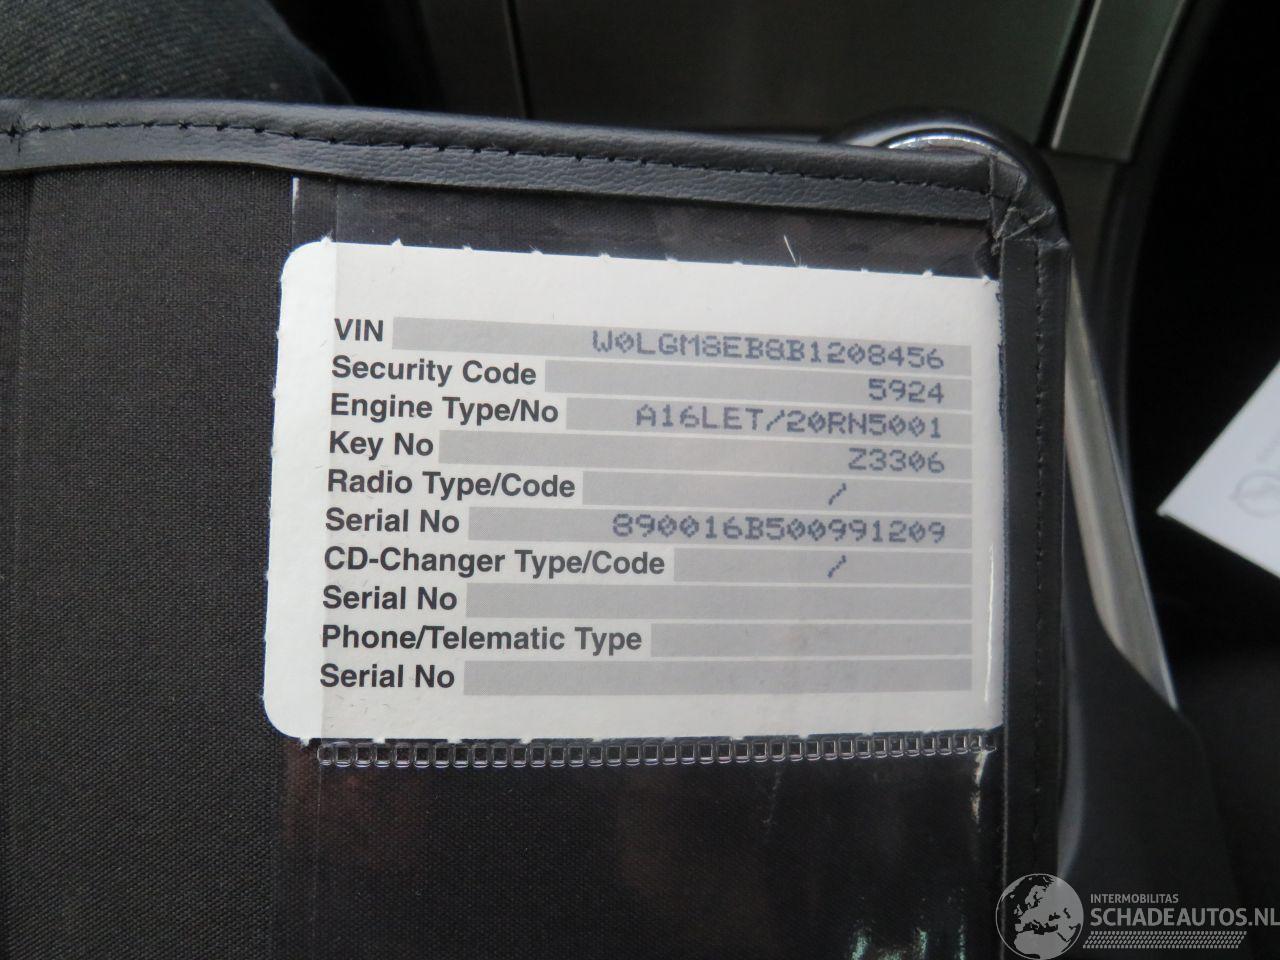 VIN W0LGM8EB8B1208456
Security Code 5924
Engine Type/No A16LET/20RN5001
Key No Z3306
Radio Type/Code /
Serial No 890016B500991209
CD-Changer Type/Code /
Serial No
Phone/Telematic Type
Serial No
INTERMOBILITAS
SCHADEAUTOS.NL